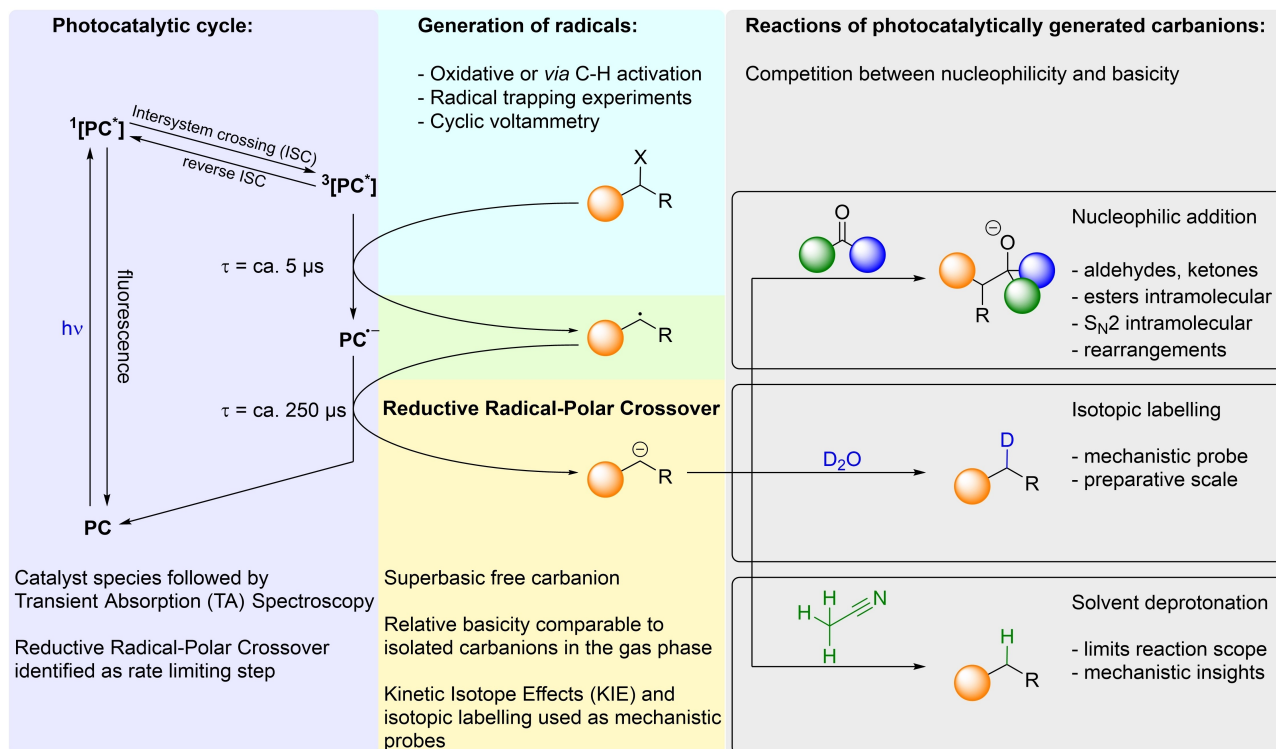 Photocatalytic cycle:
¹[PC*]
Intersystem crossing (ISC)
reverse ISC
³[PC*]
τ = ca. 5 µs
hν
fluorescence
PC•–
τ = ca. 250 µs
PC
Catalyst species followed by
Transient Absorption (TA) Spectroscopy
Reductive Radical-Polar Crossover
identified as rate limiting step
Generation of radicals:
- Oxidative or via C-H activation
- Radical trapping experiments
- Cyclic voltammetry
X
R
R
Reductive Radical-Polar Crossover
R
Superbasic free carbanion
Relative basicity comparable to
isolated carbanions in the gas phase
Kinetic Isotope Effects (KIE) and
isotopic labelling used as mechanistic
probes
Reactions of photocatalytically generated carbanions:
Competition between nucleophilicity and basicity
O
O
R
Nucleophilic addition
- aldehydes, ketones
- esters intramolecular
- SN2 intramolecular
- rearrangements
D₂O
D
R
Isotopic labelling
- mechanistic probe
- preparative scale
H
H
N
H
H
R
Solvent deprotonation
- limits reaction scope
- mechanistic insights